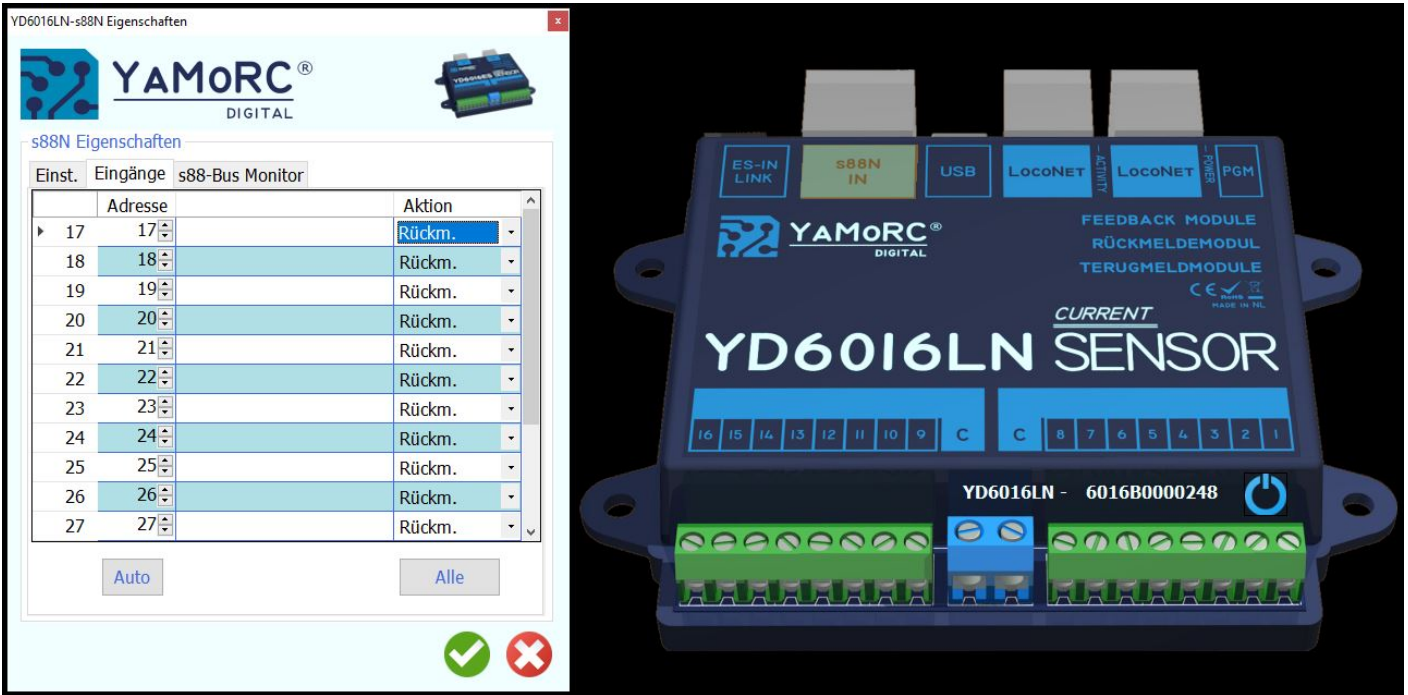 YD6016LN-s88N Eigenschaften
x
YAMORC®
DIGITAL
s88N Eigenschaften
Einst. Eingänge s88-Bus Monitor
Adresse Aktion
17 17 Rückm.
18 18 Rückm.
19 19 Rückm.
20 20 Rückm.
21 21 Rückm.
22 22 Rückm.
23 23 Rückm.
24 24 Rückm.
25 25 Rückm.
26 26 Rückm.
27 27 Rückm.
Auto Alle
ES-IN LINK
s88N IN
USB
LocoNet
ACTIVITY
LocoNet
POWER
PGM
YAMORC®
DIGITAL
FEEDBACK MODULE
RÜCKMELDEMODUL
TERUGMELDMODULE
CE RoHS
MADE IN NL
CURRENT
YD6016LN SENSOR
16 15 14 13 12 11 10 9 C C 8 7 6 5 4 3 2 1
YD6016LN - 6016B0000248